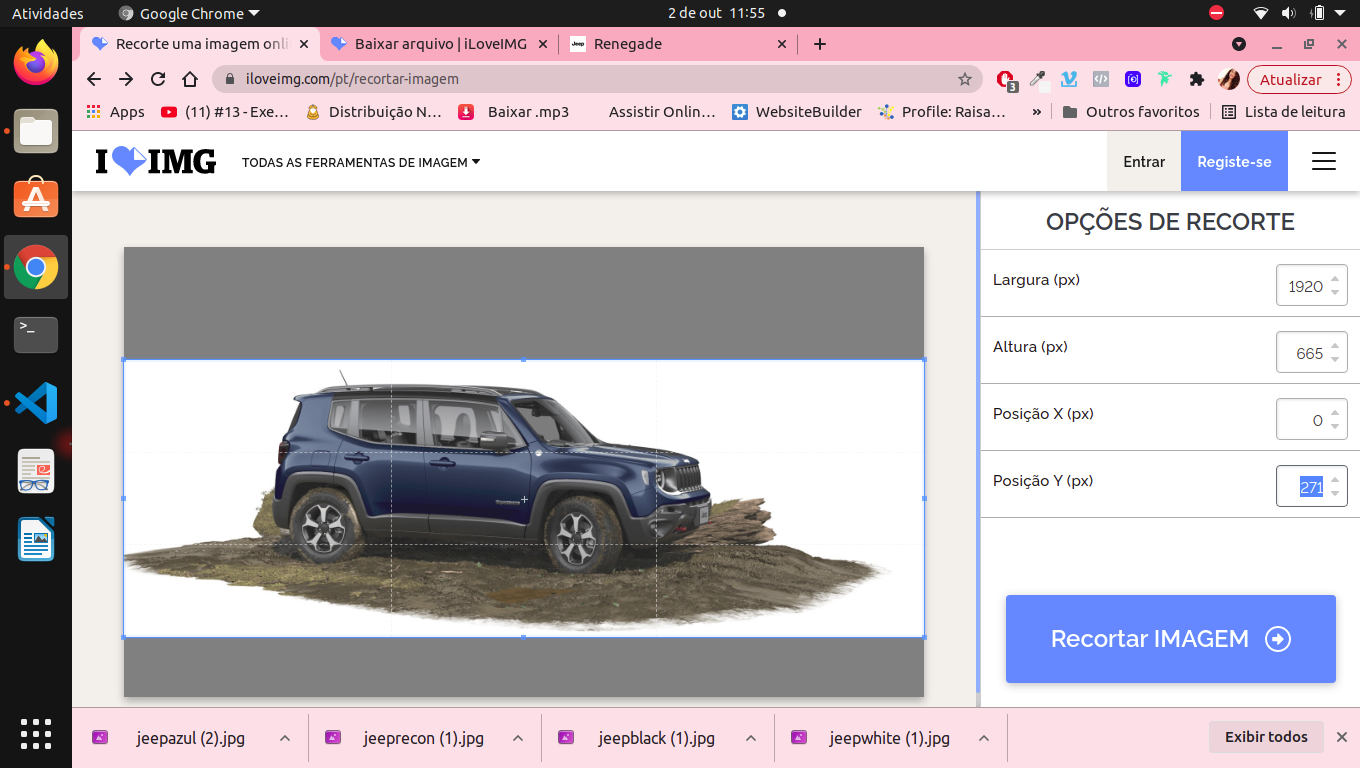 Atividades
Google Chrome
2 de out 11:55
Recorte uma imagem onli
Baixar arquivo | iLoveIMG
Jeep
Renegade
iloveimg.com/pt/recortar-imagem
3
Atualizar
Apps
(11) #13 - Exe…
Distribuição N…
Baixar .mp3
Assistir Onlin…
WebsiteBuilder
Profile: Raisa…
»
Outros favoritos
Lista de leitura
I IMG
TODAS AS FERRAMENTAS DE IMAGEM
Entrar
Registe-se
OPÇÕES DE RECORTE
Largura (px)
1920
Altura (px)
665
Posição X (px)
0
Posição Y (px)
271
Recortar IMAGEM
jeepazul (2).jpg
jeeprecon (1).jpg
jeepblack (1).jpg
jeepwhite (1).jpg
Exibir todos